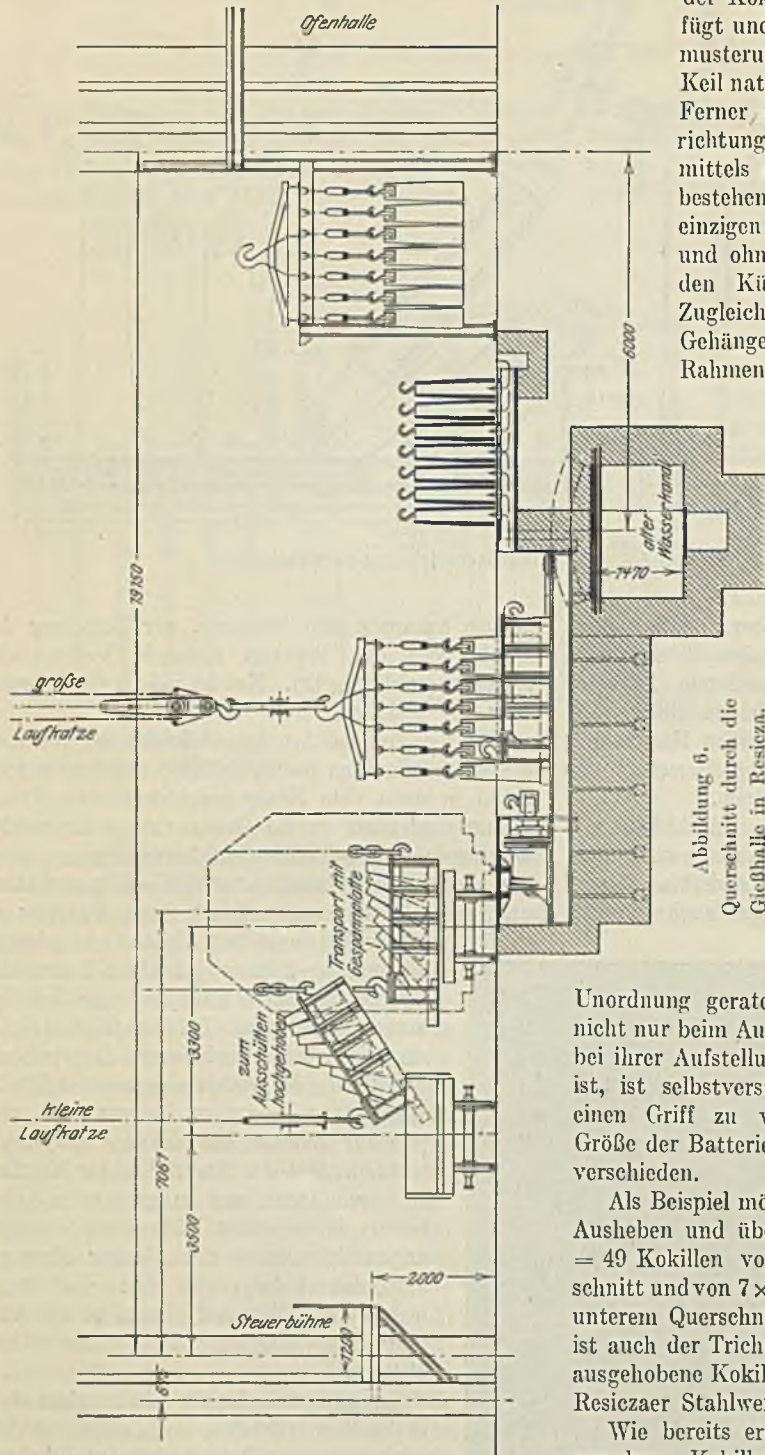 Ofenhalle
große
Laufkatze
19150
6000
alter
Wasserkanal
1470
Transport mit
Gespannplatte
zum
Ausschütten
hochgehoben
kleine
Laufkatze
3300
7067
3500
2000
Steuerbühne
1200
Abbildung 6.
Querschnitt durch die
Gießhalle in Resicza.
der Kok
fügt und
musteru
Keil nat
Ferner,
richtung
mittels
bestehen
einzigen
und ohn
den Kü
Zugleich
Gehänge
Rahmen
Unordnung gerate
nicht nur beim Au
bei ihrer Aufstellu
ist, ist selbstvers
einen Griff zu v
Größe der Batterie
verschieden.
Als Beispiel mö
Ausheben und üb
= 49 Kokillen vo
schnitt und von 7×
unterem Querschn
ist auch der Trich
ausgehobene Kokil
Resiczaer Stahlwe
Wie bereits er